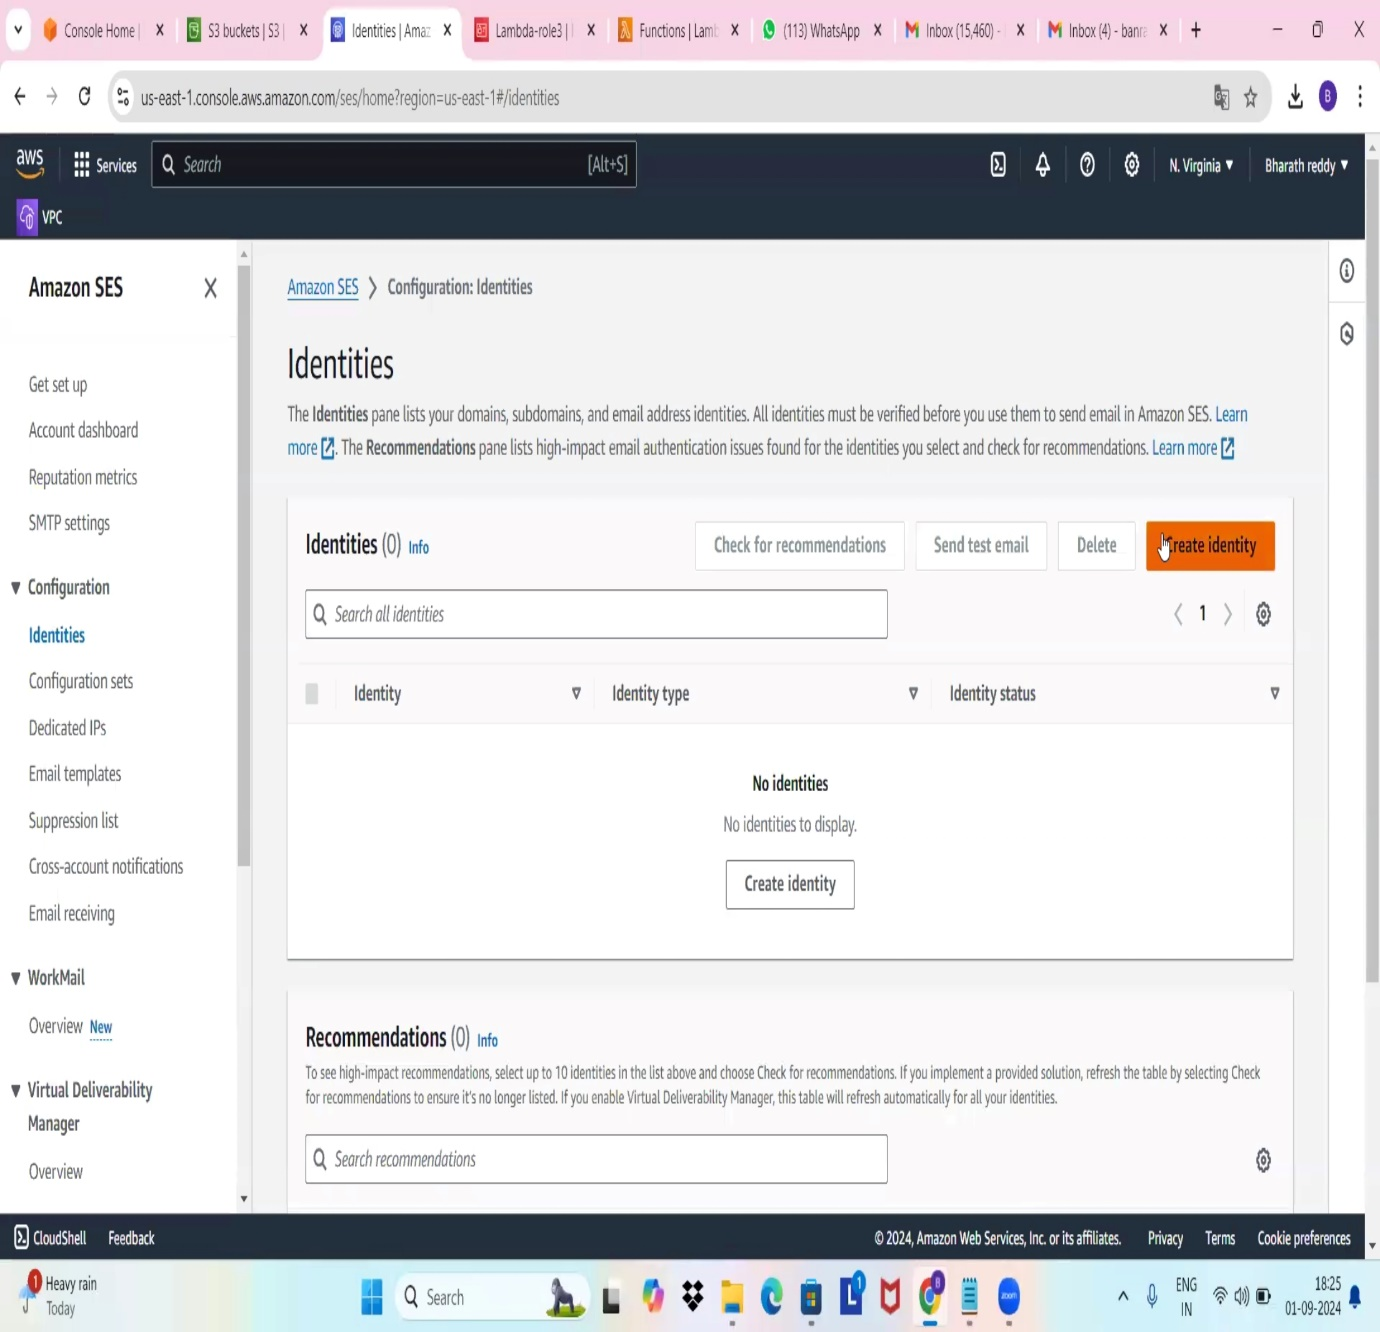 Console Home
S3 buckets | S3
Identities | Amaz
Lambda-role3 |
Functions | Lamb
(113) WhatsApp
Inbox (15,460) -
Inbox (4) - banra
us-east-1.console.aws.amazon.com/ses/home?region=us-east-1#/identities
B
aws
Services
Search
[Alt+S]
N. Virginia
Bharath reddy
VPC
Amazon SES
Get set up
Account dashboard
Reputation metrics
SMTP settings
Configuration
Identities
Configuration sets
Dedicated IPs
Email templates
Suppression list
Cross-account notifications
Email receiving
WorkMail
Overview New
Virtual Deliverability
Manager
Overview
Amazon SES > Configuration: Identities
Identities
The Identities pane lists your domains, subdomains, and email address identities. All identities must be verified before you use them to send email in Amazon SES. Learn
more. The Recommendations pane lists high-impact email authentication issues found for the identities you select and check for recommendations. Learn more
Identities (0) Info
Check for recommendations
Send test email
Delete
Create identity
Search all identities
1
Identity
Identity type
Identity status
No identities
No identities to display.
Create identity
Recommendations (0) Info
To see high-impact recommendations, select up to 10 identities in the list above and choose Check for recommendations. If you implement a provided solution, refresh the table by selecting Check
for recommendations to ensure it's no longer listed. If you enable Virtual Deliverability Manager, this table will refresh automatically for all your identities.
Search recommendations
CloudShell
Feedback
© 2024, Amazon Web Services, Inc. or its affiliates.
Privacy
Terms
Cookie preferences
1
Heavy rain
Today
Search
L
1
B
zoom
ENG
IN
18:25
01-09-2024